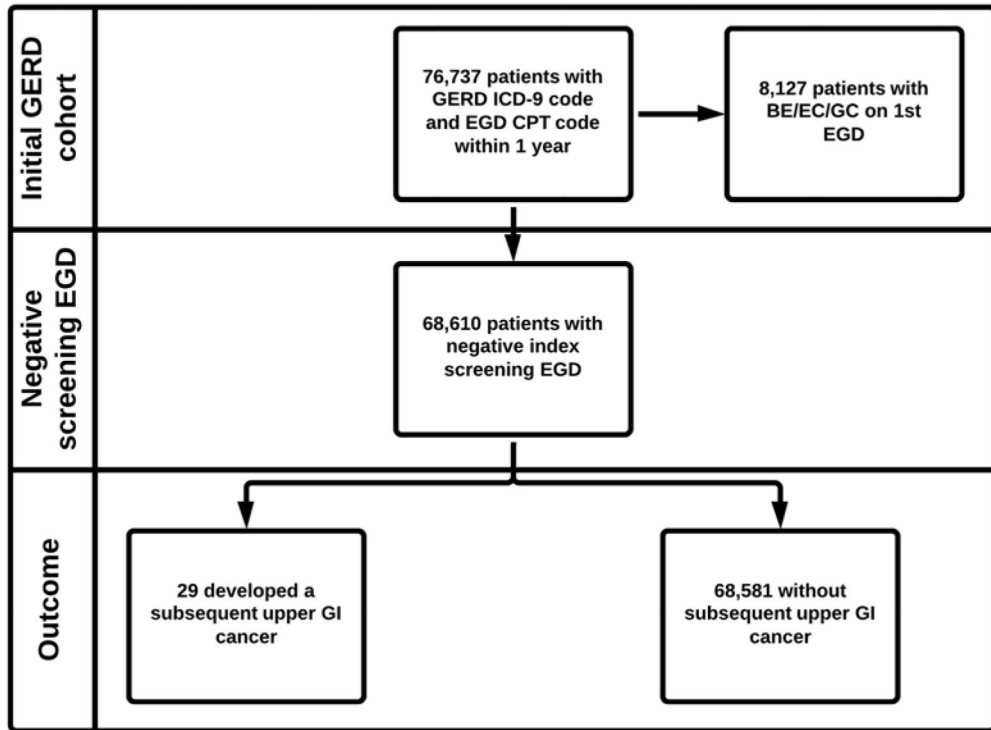 Initial GERD
cohort
76,737 patients with
GERD ICD-9 code
and EGD CPT code
within 1 year
8,127 patients with
BE/EC/GC on 1st
EGD
Negative
screening EGD
68,610 patients with
negative index
screening EGD
Outcome
29 developed a
subsequent upper GI
cancer
68,581 without
subsequent upper GI
cancer